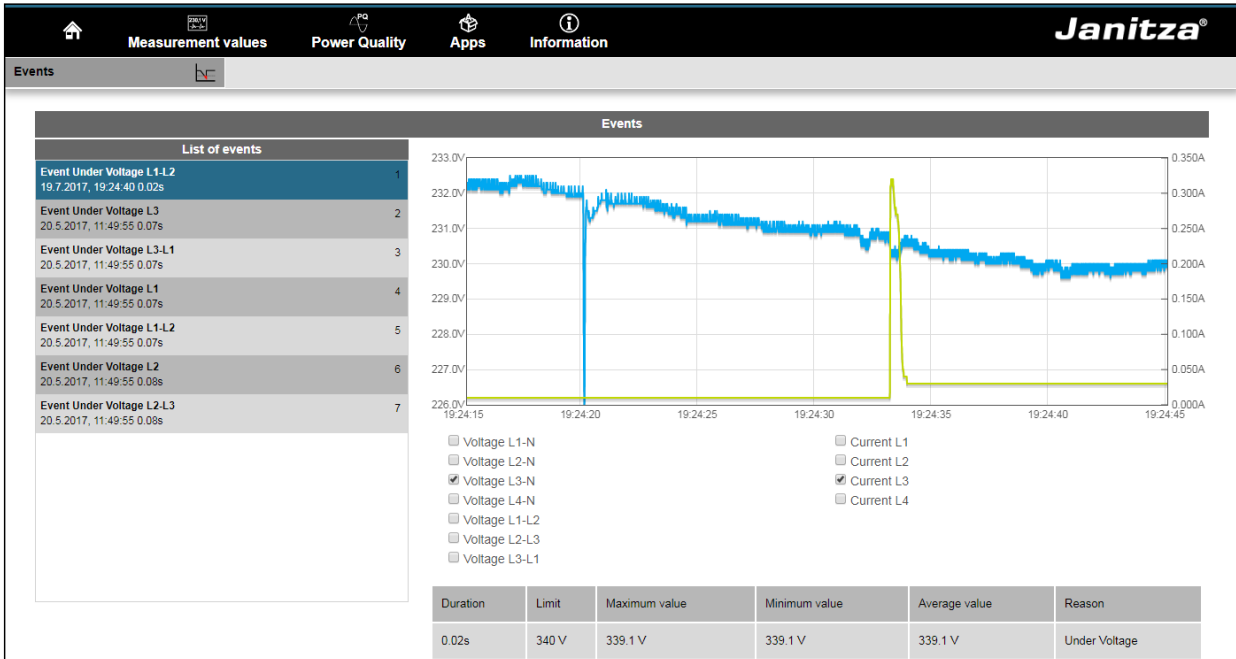 230,1 V
PQ
Measurement values
Power Quality
Apps
Information
Janitza®
Events
Events
List of events
Event Under Voltage L1-L2
1
19.7.2017, 19:24:40 0.02s
Event Under Voltage L3
2
20.5.2017, 11:49:55 0.07s
Event Under Voltage L3-L1
3
20.5.2017, 11:49:55 0.07s
Event Under Voltage L1
4
20.5.2017, 11:49:55 0.07s
Event Under Voltage L1-L2
5
20.5.2017, 11:49:55 0.07s
Event Under Voltage L2
6
20.5.2017, 11:49:55 0.08s
Event Under Voltage L2-L3
7
20.5.2017, 11:49:55 0.08s
233.0V 0.350A
232.0V 0.300A
231.0V 0.250A
230.0V 0.200A
229.0V 0.150A
228.0V 0.100A
227.0V 0.050A
226.0V 0.000A
19:24:15 19:24:20 19:24:25 19:24:30 19:24:35 19:24:40 19:24:45
Voltage L1-N Current L1
Voltage L2-N Current L2
Voltage L3-N Current L3
Voltage L4-N Current L4
Voltage L1-L2
Voltage L2-L3
Voltage L3-L1
Duration Limit Maximum value Minimum value Average value Reason
0.02s 340 V 339.1 V 339.1 V 339.1 V Under Voltage